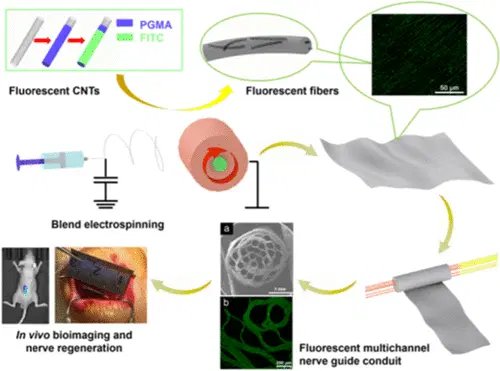 PGMA
FITC
Fluorescent CNTs
Fluorescent fibers
50 μm
Blend electrospinning
a
1 mm
b
200 μm
In vivo bioimaging and
nerve regeneration
Fluorescent multichannel
nerve guide conduit